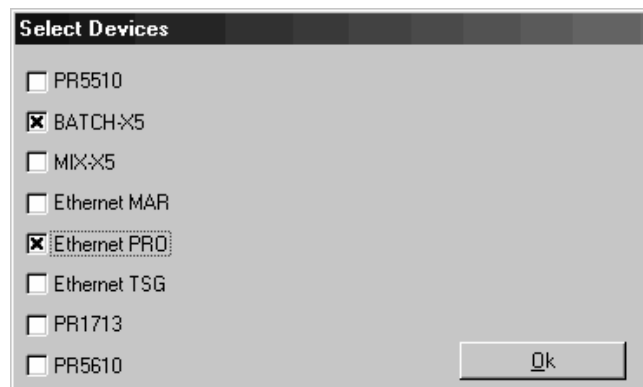 Select Devices
PR5510
BATCH-X5
MIX-X5
Ethernet MAR
Ethernet PRO
Ethernet TSG
PR1713
PR5610
Ok